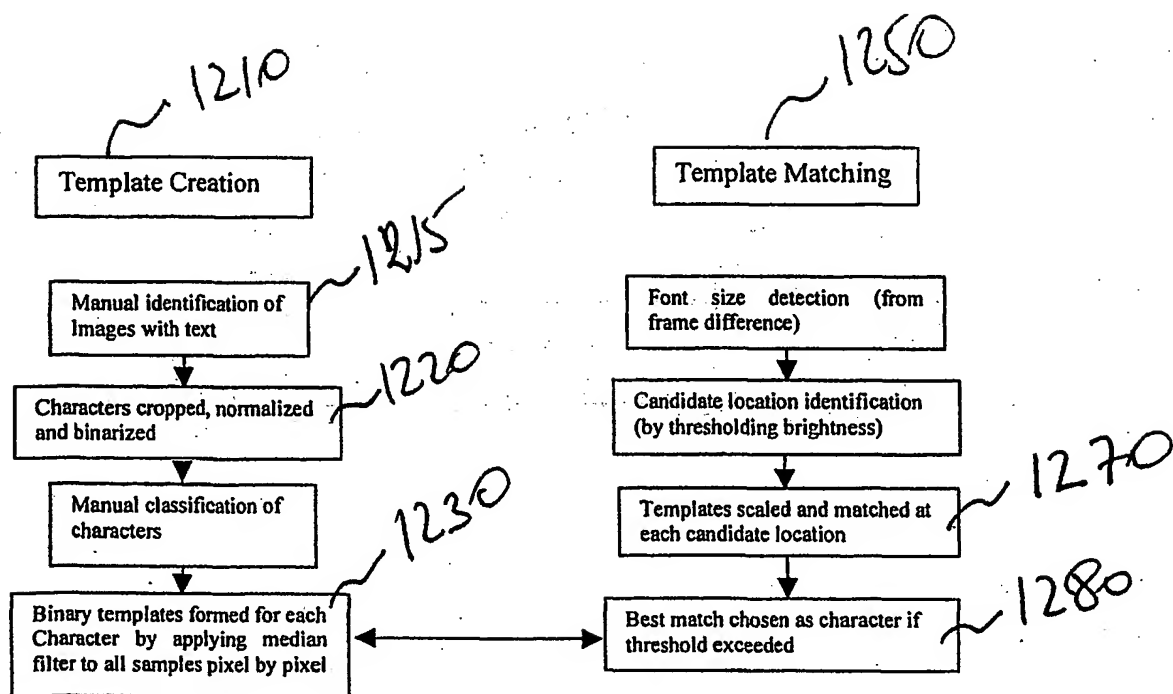 1210
Template Creation
1215
Manual identification of
Images with text
1220
Characters cropped, normalized
and binarized
Manual classification of
characters
1230
Binary templates formed for each
Character by applying median
filter to all samples pixel by pixel
1250
Template Matching
Font size detection (from
frame difference)
Candidate location identification
(by thresholding brightness)
1270
Templates scaled and matched at
each candidate location
1280
Best match chosen as character if
threshold exceeded